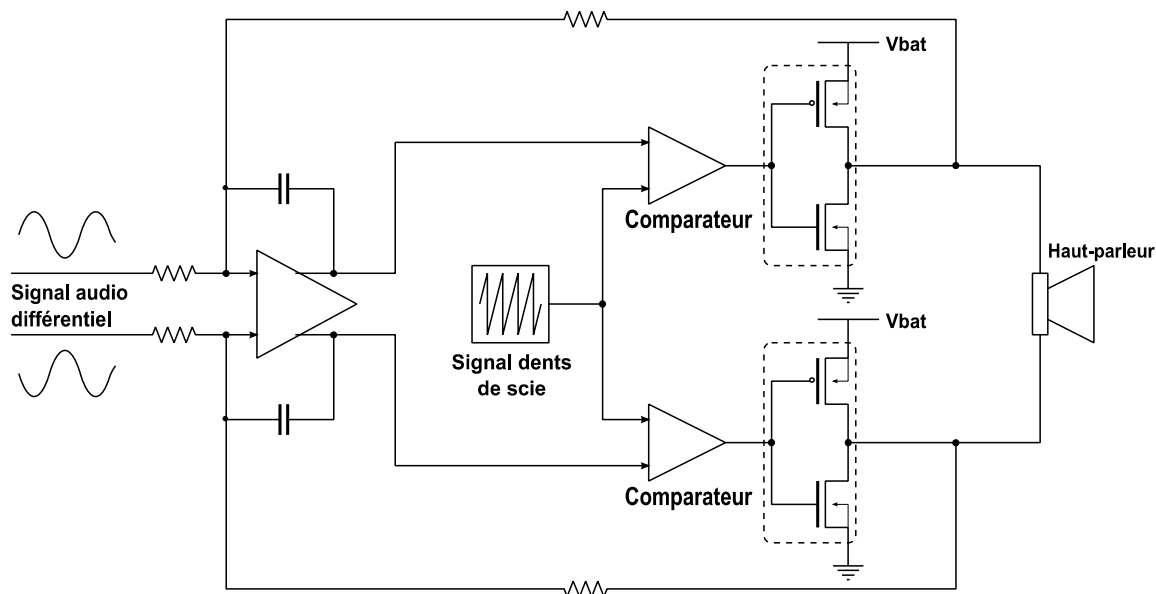 Vbat
Comparateur
Haut-parleur
Signal audio
différentiel
Signal dents
de scie
Vbat
Comparateur